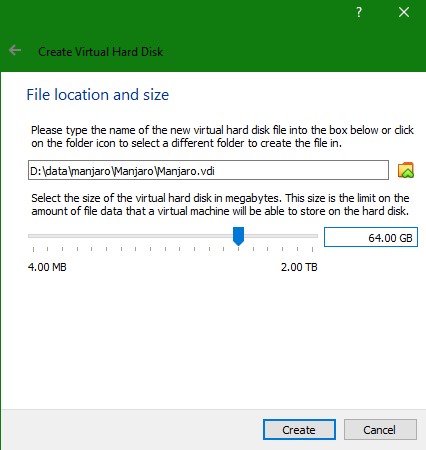 ?
Create Virtual Hard Disk
File location and size
Please type the name of the new virtual hard disk file into the box below or click
on the folder icon to select a different folder to create the file in.
D:\data\manjaro\Manjaro\Manjaro.vdi
Select the size of the virtual hard disk in megabytes. This size is the limit on the
amount of file data that a virtual machine will be able to store on the hard disk.
64.00 GB
4.00 MB 2.00 TB
Create Cancel